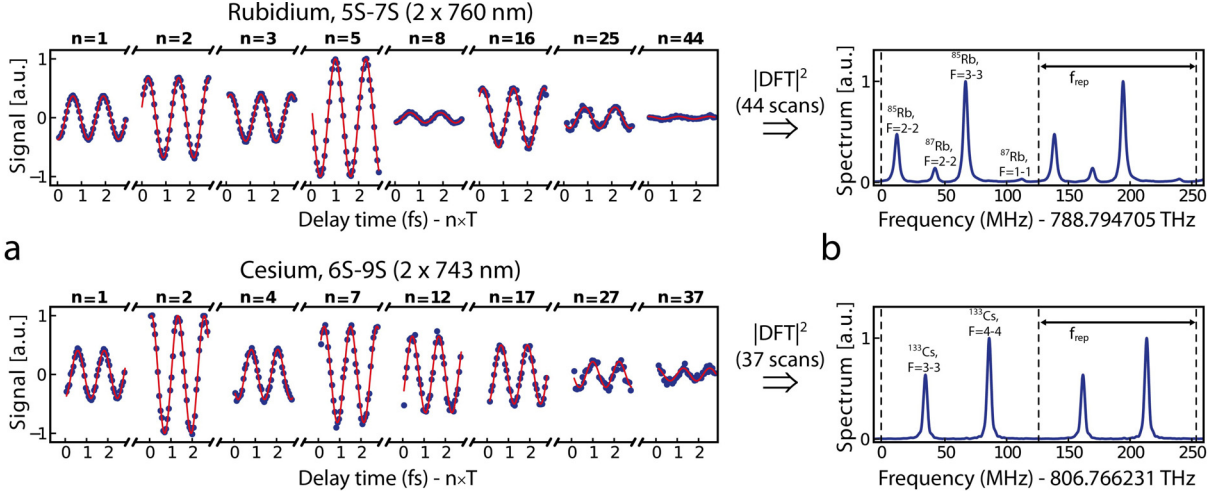 Rubidium, 5S-7S (2 x 760 nm)
n=1 n=2 n=3 n=5 n=8 n=16 n=25 n=44
Signal [a.u.]
1
0
−1
0 1 2 0 1 2 0 1 2 0 1 2 0 1 2 0 1 2 0 1 2 0 1 2
Delay time (fs) - n×T
|DFT|²
(44 scans)
⇒
Spectrum [a.u.]
1
0
⁸⁵Rb,
F=2-2
⁸⁷Rb,
F=2-2
⁸⁵Rb,
F=3-3
⁸⁷Rb,
F=1-1
f_rep
0 50 100 150 200 250
Frequency (MHz) - 788.794705 THz
a
b
Cesium, 6S-9S (2 x 743 nm)
n=1 n=2 n=4 n=7 n=12 n=17 n=27 n=37
Signal [a.u.]
1
0
−1
0 1 2 0 1 2 0 1 2 0 1 2 0 1 2 0 1 2 0 1 2 0 1 2
Delay time (fs) - n×T
|DFT|²
(37 scans)
⇒
Spectrum [a.u.]
1
0
¹³³Cs,
F=3-3
¹³³Cs,
F=4-4
f_rep
0 50 100 150 200 250
Frequency (MHz) - 806.766231 THz